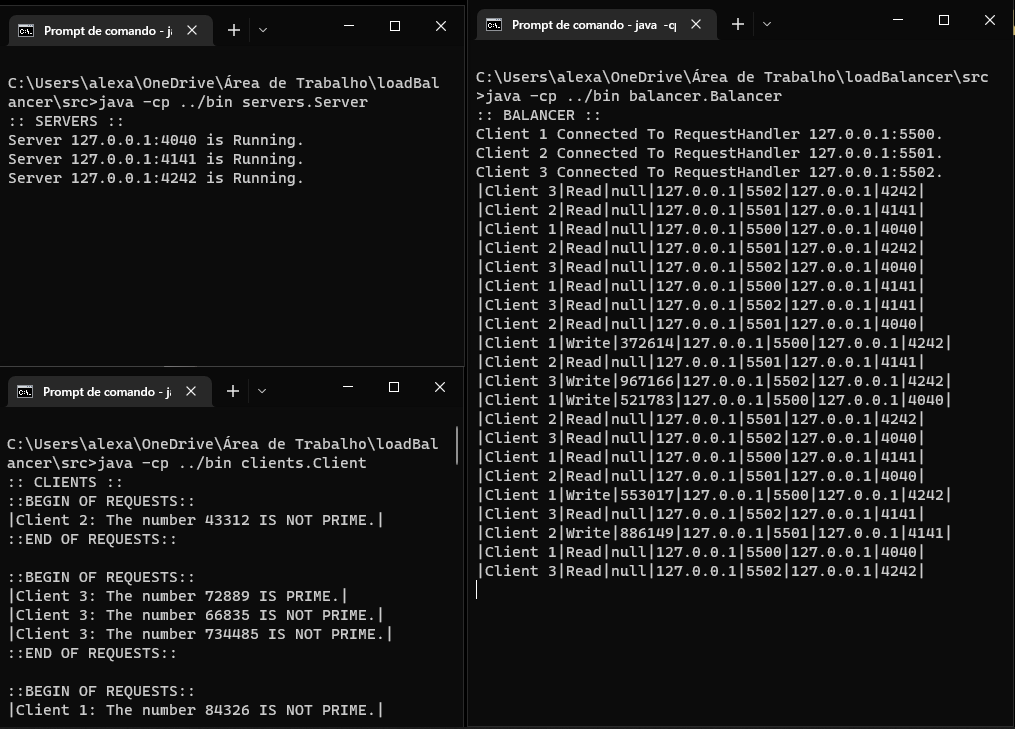 Prompt de comando - j
C:\Users\alexa\OneDrive\Área de Trabalho\loadBal
ancer\src>java -cp ../bin servers.Server
:: SERVERS ::
Server 127.0.0.1:4040 is Running.
Server 127.0.0.1:4141 is Running.
Server 127.0.0.1:4242 is Running.
Prompt de comando - j
C:\Users\alexa\OneDrive\Área de Trabalho\loadBal
ancer\src>java -cp ../bin clients.Client
:: CLIENTS ::
::BEGIN OF REQUESTS::
|Client 2: The number 43312 IS NOT PRIME.|
::END OF REQUESTS::
::BEGIN OF REQUESTS::
|Client 3: The number 72889 IS PRIME.|
|Client 3: The number 66835 IS NOT PRIME.|
|Client 3: The number 734485 IS NOT PRIME.|
::END OF REQUESTS::
::BEGIN OF REQUESTS::
|Client 1: The number 84326 IS NOT PRIME.|
Prompt de comando - java -cp
C:\Users\alexa\OneDrive\Área de Trabalho\loadBalancer\src
>java -cp ../bin balancer.Balancer
:: BALANCER ::
Client 1 Connected To RequestHandler 127.0.0.1:5500.
Client 2 Connected To RequestHandler 127.0.0.1:5501.
Client 3 Connected To RequestHandler 127.0.0.1:5502.
|Client 3|Read|null|127.0.0.1|5502|127.0.0.1|4242|
|Client 2|Read|null|127.0.0.1|5501|127.0.0.1|4141|
|Client 1|Read|null|127.0.0.1|5500|127.0.0.1|4040|
|Client 2|Read|null|127.0.0.1|5501|127.0.0.1|4242|
|Client 3|Read|null|127.0.0.1|5502|127.0.0.1|4040|
|Client 1|Read|null|127.0.0.1|5500|127.0.0.1|4141|
|Client 3|Read|null|127.0.0.1|5502|127.0.0.1|4141|
|Client 2|Read|null|127.0.0.1|5501|127.0.0.1|4040|
|Client 1|Write|372614|127.0.0.1|5500|127.0.0.1|4242|
|Client 2|Read|null|127.0.0.1|5501|127.0.0.1|4141|
|Client 3|Write|967166|127.0.0.1|5502|127.0.0.1|4242|
|Client 1|Write|521783|127.0.0.1|5500|127.0.0.1|4040|
|Client 2|Read|null|127.0.0.1|5501|127.0.0.1|4242|
|Client 3|Read|null|127.0.0.1|5502|127.0.0.1|4040|
|Client 1|Read|null|127.0.0.1|5500|127.0.0.1|4141|
|Client 2|Read|null|127.0.0.1|5501|127.0.0.1|4040|
|Client 1|Write|553017|127.0.0.1|5500|127.0.0.1|4242|
|Client 3|Read|null|127.0.0.1|5502|127.0.0.1|4141|
|Client 2|Write|886149|127.0.0.1|5501|127.0.0.1|4141|
|Client 1|Read|null|127.0.0.1|5500|127.0.0.1|4040|
|Client 3|Read|null|127.0.0.1|5502|127.0.0.1|4242|